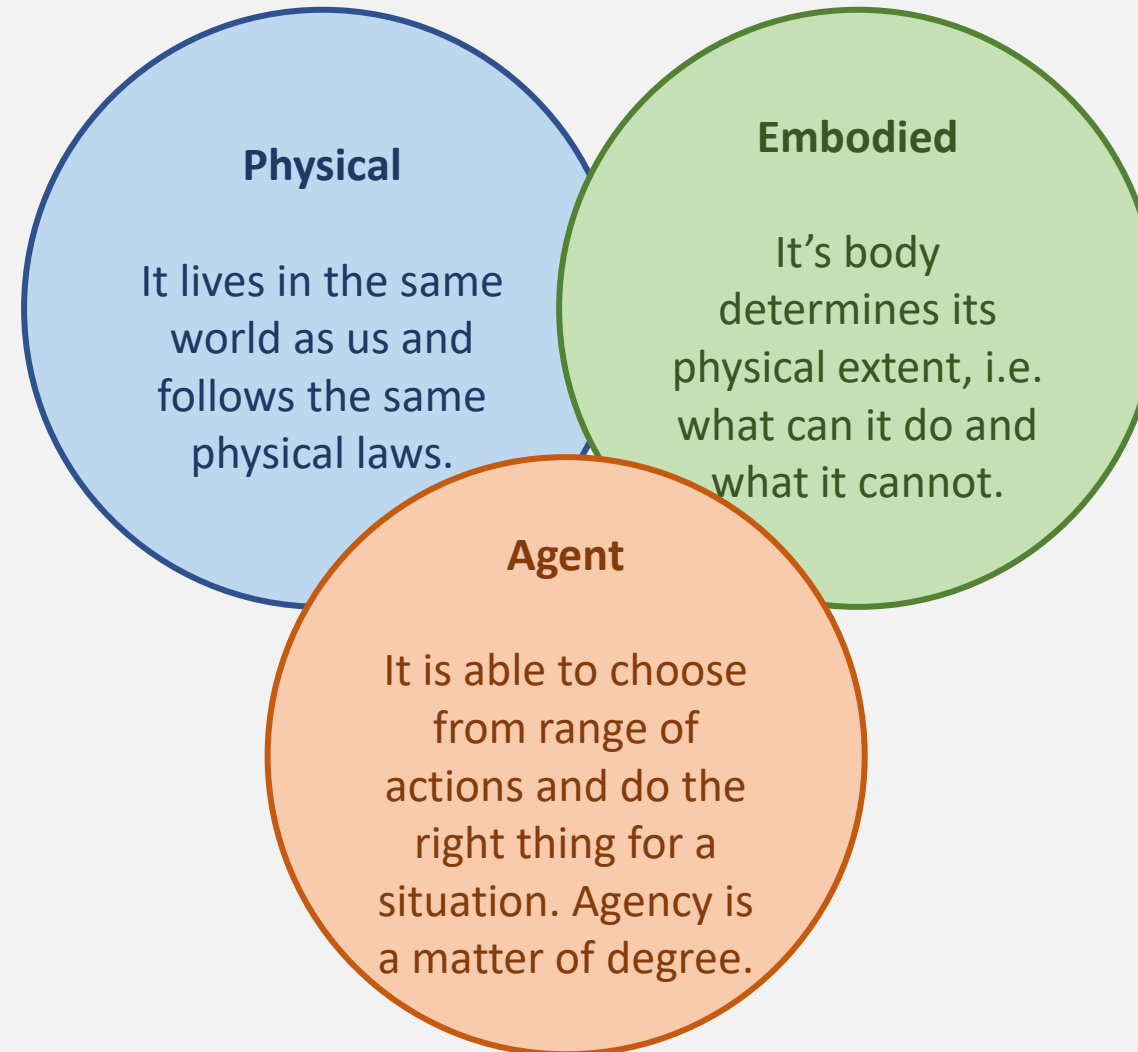 Physical
It lives in the same
world as us and
follows the same
physical laws.
Embodied
It’s body
determines its
physical extent, i.e.
what can it do and
what it cannot.
Agent
It is able to choose
from range of
actions and do the
right thing for a
situation. Agency is
a matter of degree.